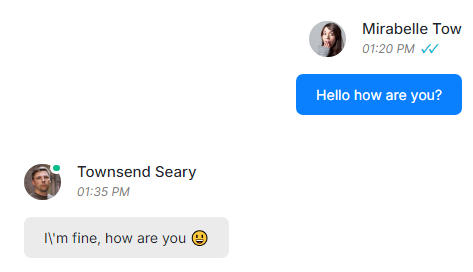 Mirabelle Tow
01:20 PM
Hello how are you?
Townsend Seary
01:35 PM
I\'m fine, how are you 😃